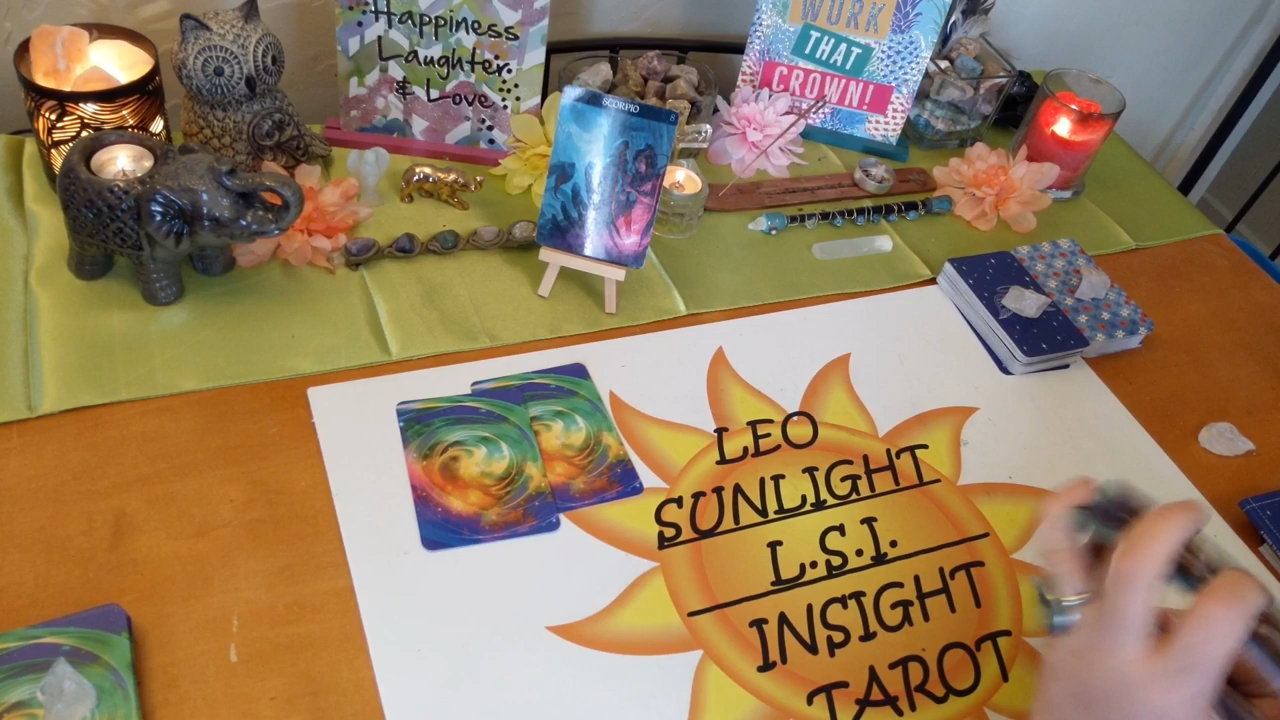 Happiness
Laughter
& Love
WORK
THAT
CROWN!
SCORPIO
8
LEO
SUNLIGHT
L.S.I.
INSIGHT
TAROT